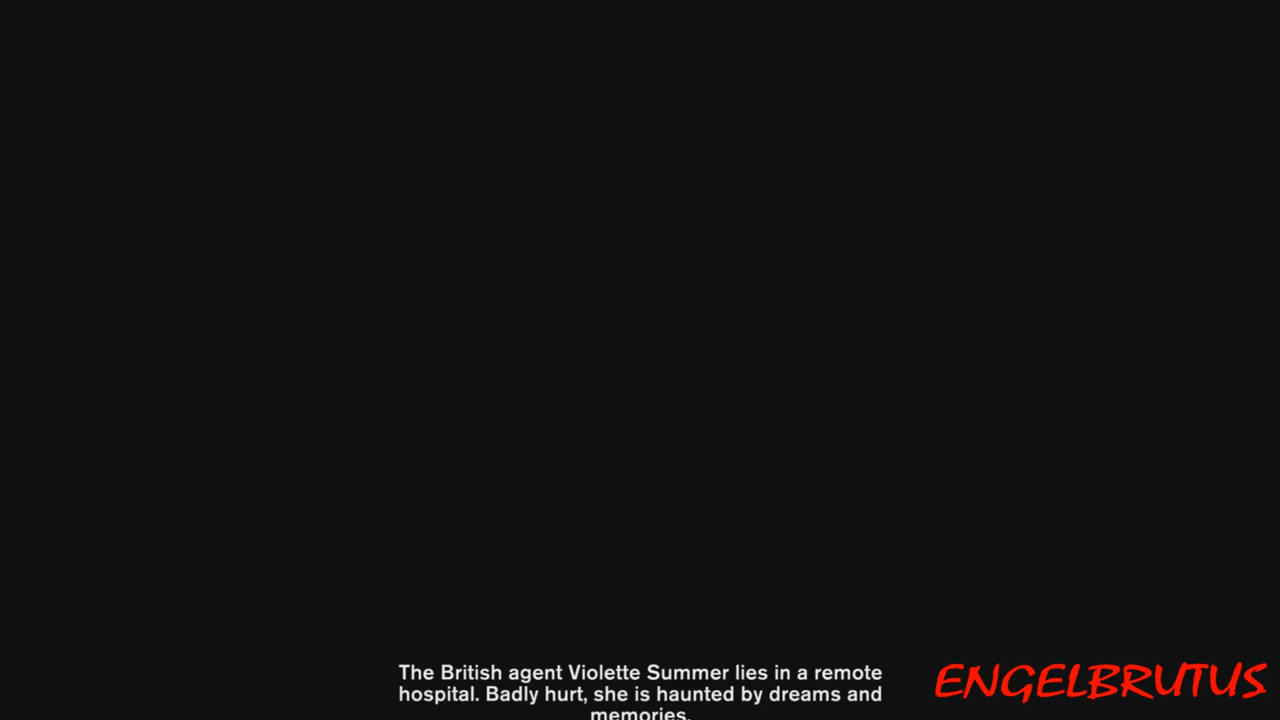 The British agent Violette Summer lies in a remote
hospital. Badly hurt, she is haunted by dreams and
memories.
ENGELBRUTUS